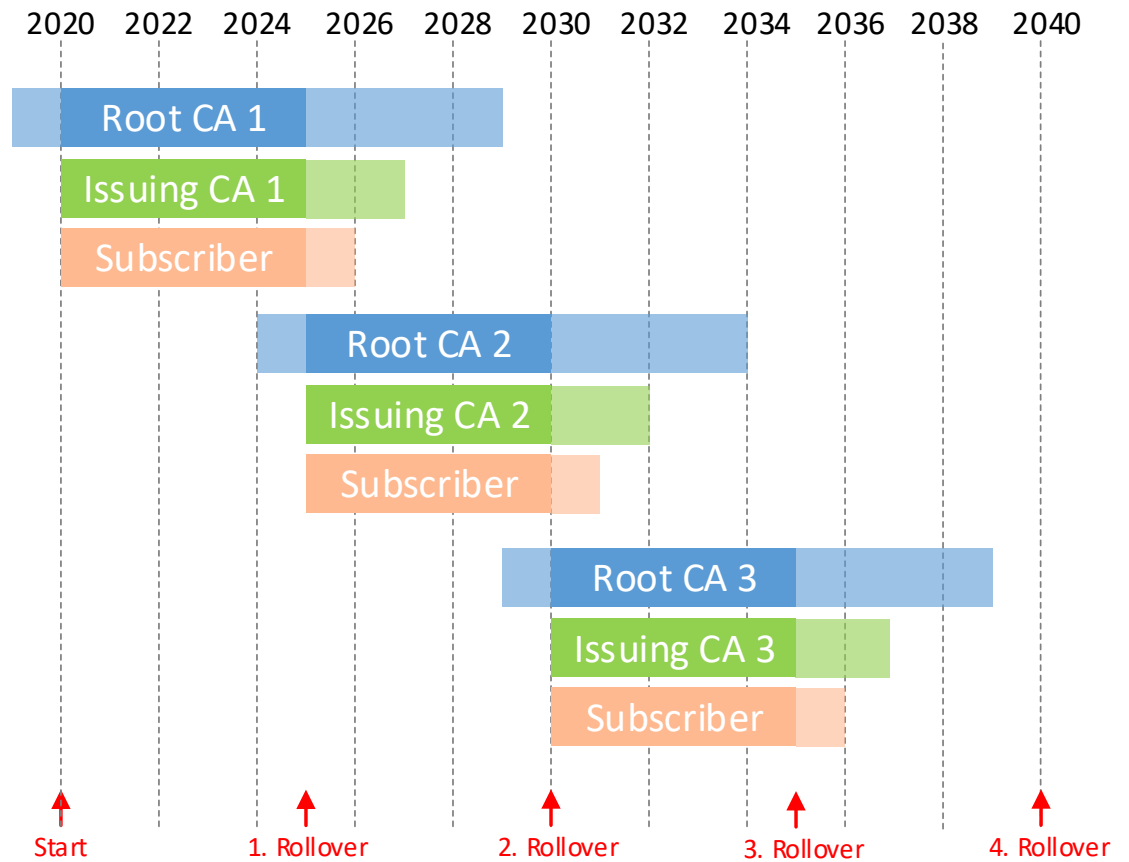 2020 2022 2024 2026 2028 2030 2032 2034 2036 2038 2040
Root CA 1
Issuing CA 1
Subscriber
Root CA 2
Issuing CA 2
Subscriber
Root CA 3
Issuing CA 3
Subscriber
Start 1. Rollover 2. Rollover 3. Rollover 4. Rollover